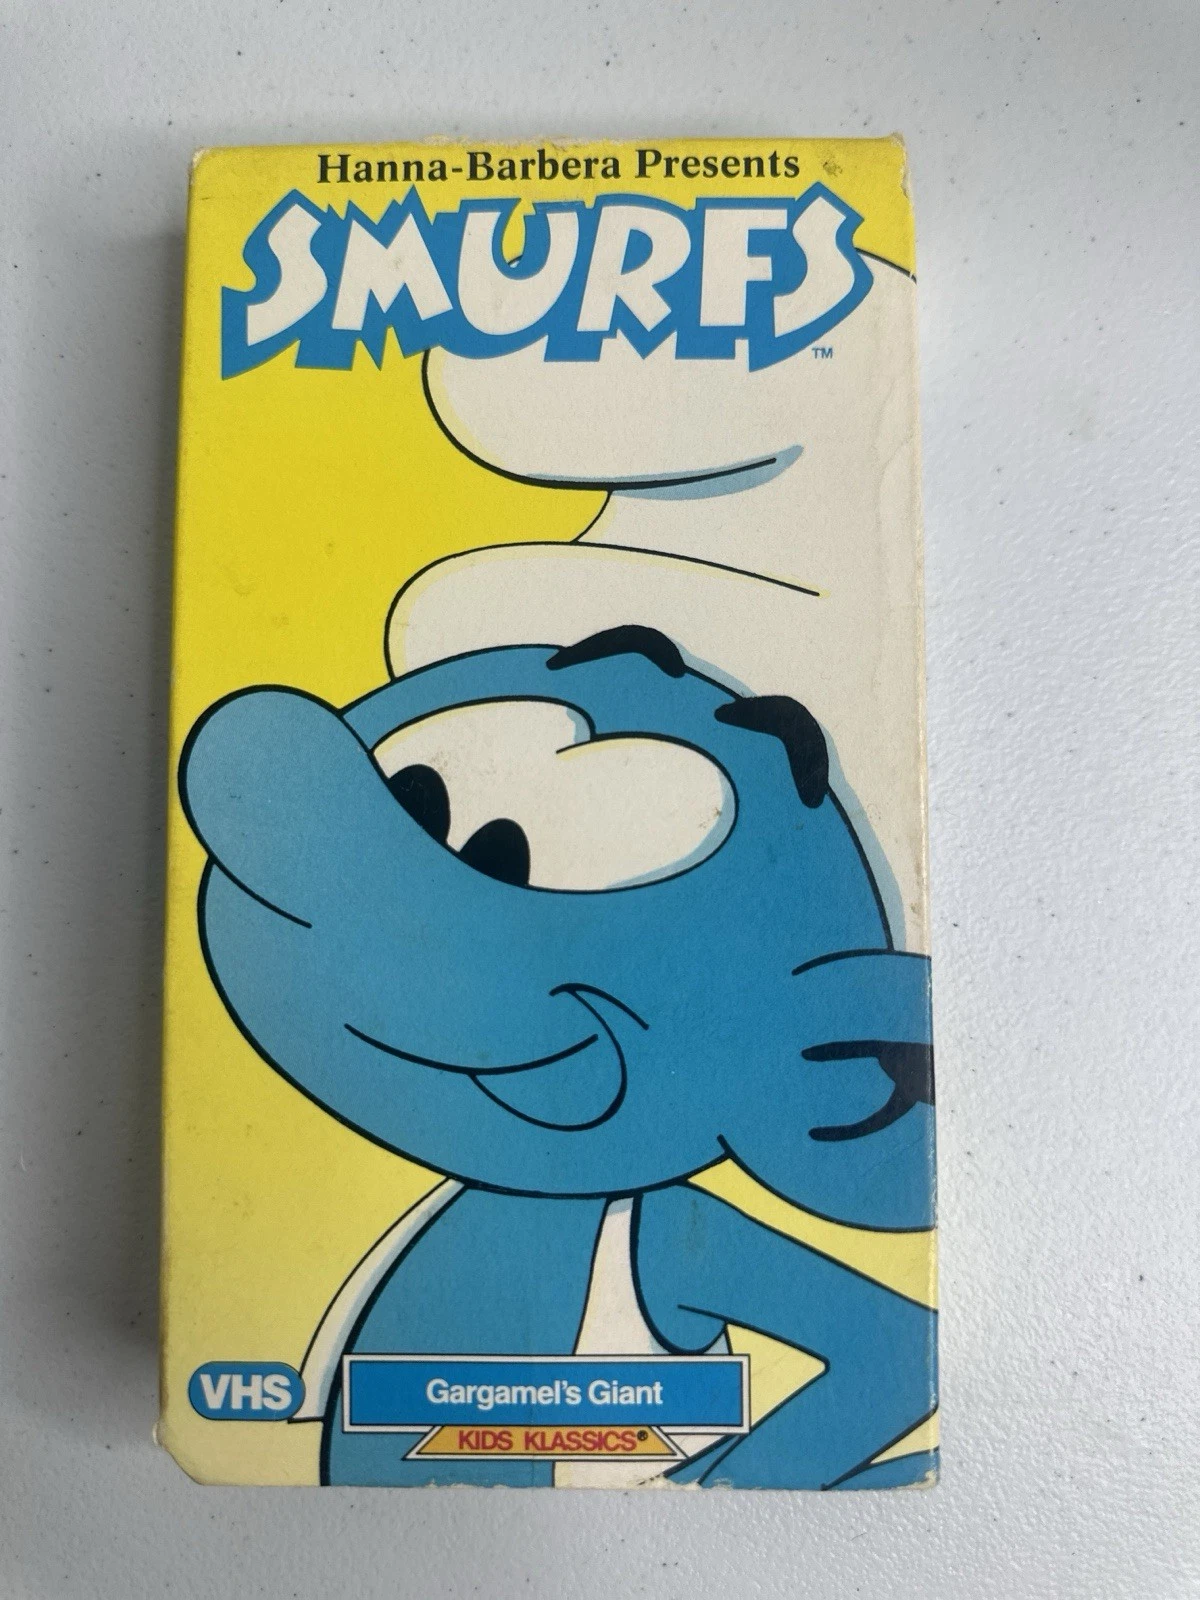 Hanna-Barbera Presents
SMURFS
TM
VHS
Gargamel's Giant
KIDS KLASSICS®